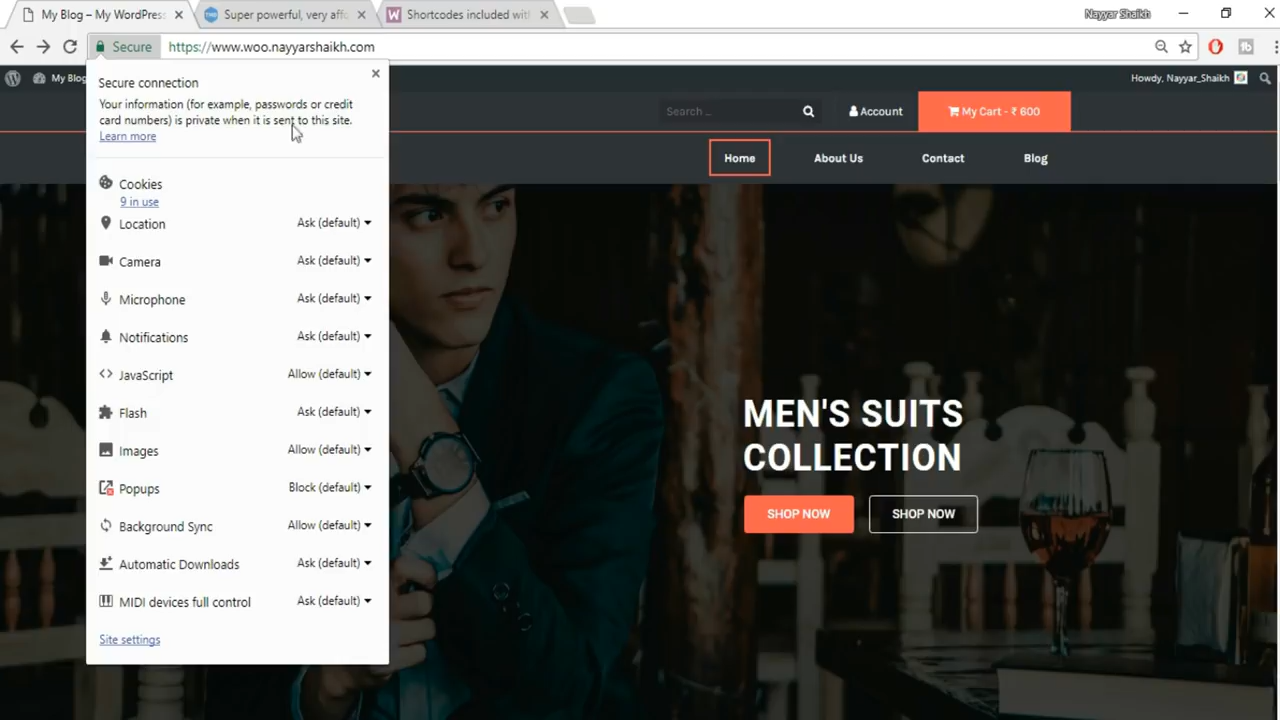 My Blog – My WordPress
Super powerful, very affo
Shortcodes included wit
Nayyar Shaikh
Secure
https://www.woo.nayyarshaikh.com
My Blog
Howdy, Nayyar_Shaikh
Secure connection
Your information (for example, passwords or credit
card numbers) is private when it is sent to this site.
Learn more
Cookies
9 in use
Location Ask (default)
Camera Ask (default)
Microphone Ask (default)
Notifications Ask (default)
JavaScript Allow (default)
Flash Ask (default)
Images Allow (default)
Popups Block (default)
Background Sync Allow (default)
Automatic Downloads Ask (default)
MIDI devices full control Ask (default)
Site settings
Search ...
Account
My Cart - ₹ 600
Home About Us Contact Blog
MEN'S SUITS
COLLECTION
SHOP NOW SHOP NOW